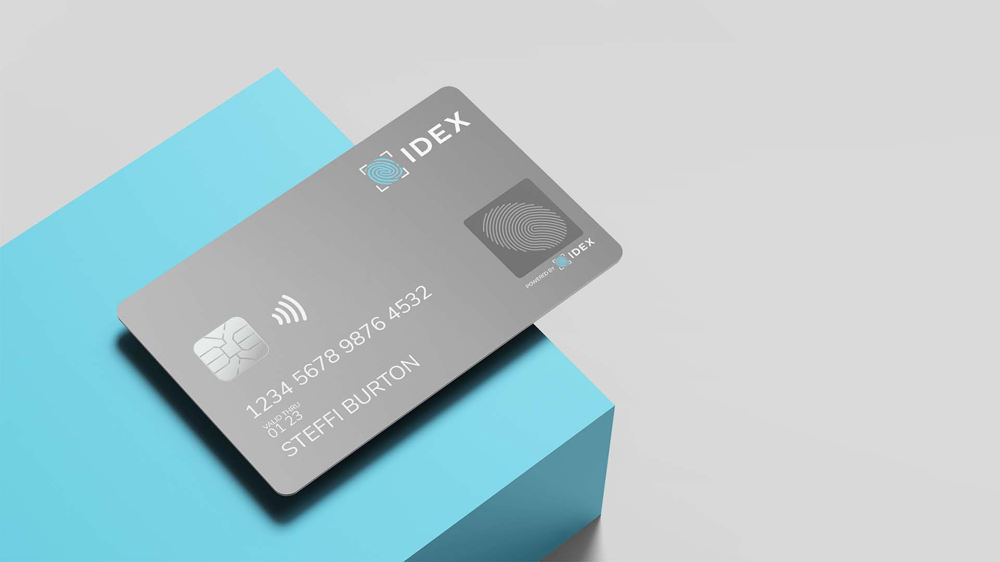 IDEX
POWERED BY IDEX
1234 5678 9876 4532
VALID THRU
01 23
STEFFI BURTON